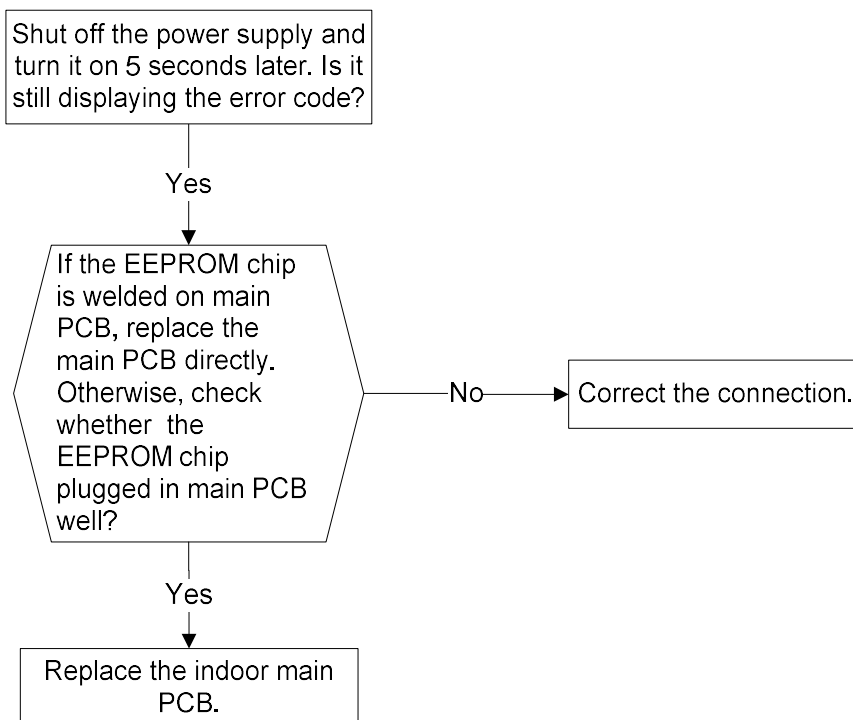 Shut off the power supply and
turn it on 5 seconds later. Is it
still displaying the error code?
Yes
If the EEPROM chip
is welded on main
PCB, replace the
main PCB directly.
Otherwise, check
whether the
EEPROM chip
plugged in main PCB
well?
No
Correct the connection.
Yes
Replace the indoor main
PCB.